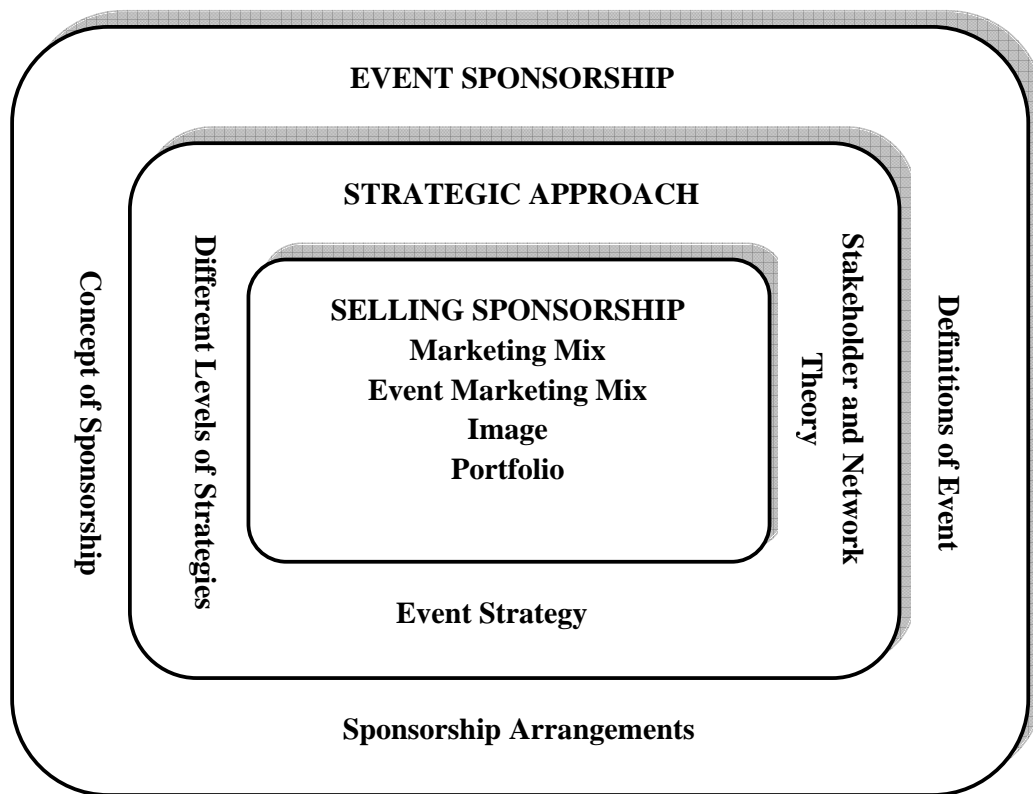 EVENT SPONSORSHIP
STRATEGIC APPROACH
SELLING SPONSORSHIP
Marketing Mix
Event Marketing Mix
Image
Portfolio
Concept of Sponsorship
Different Levels of Strategies
Stakeholder and Network
Theory
Definitions of Event
Event Strategy
Sponsorship Arrangements